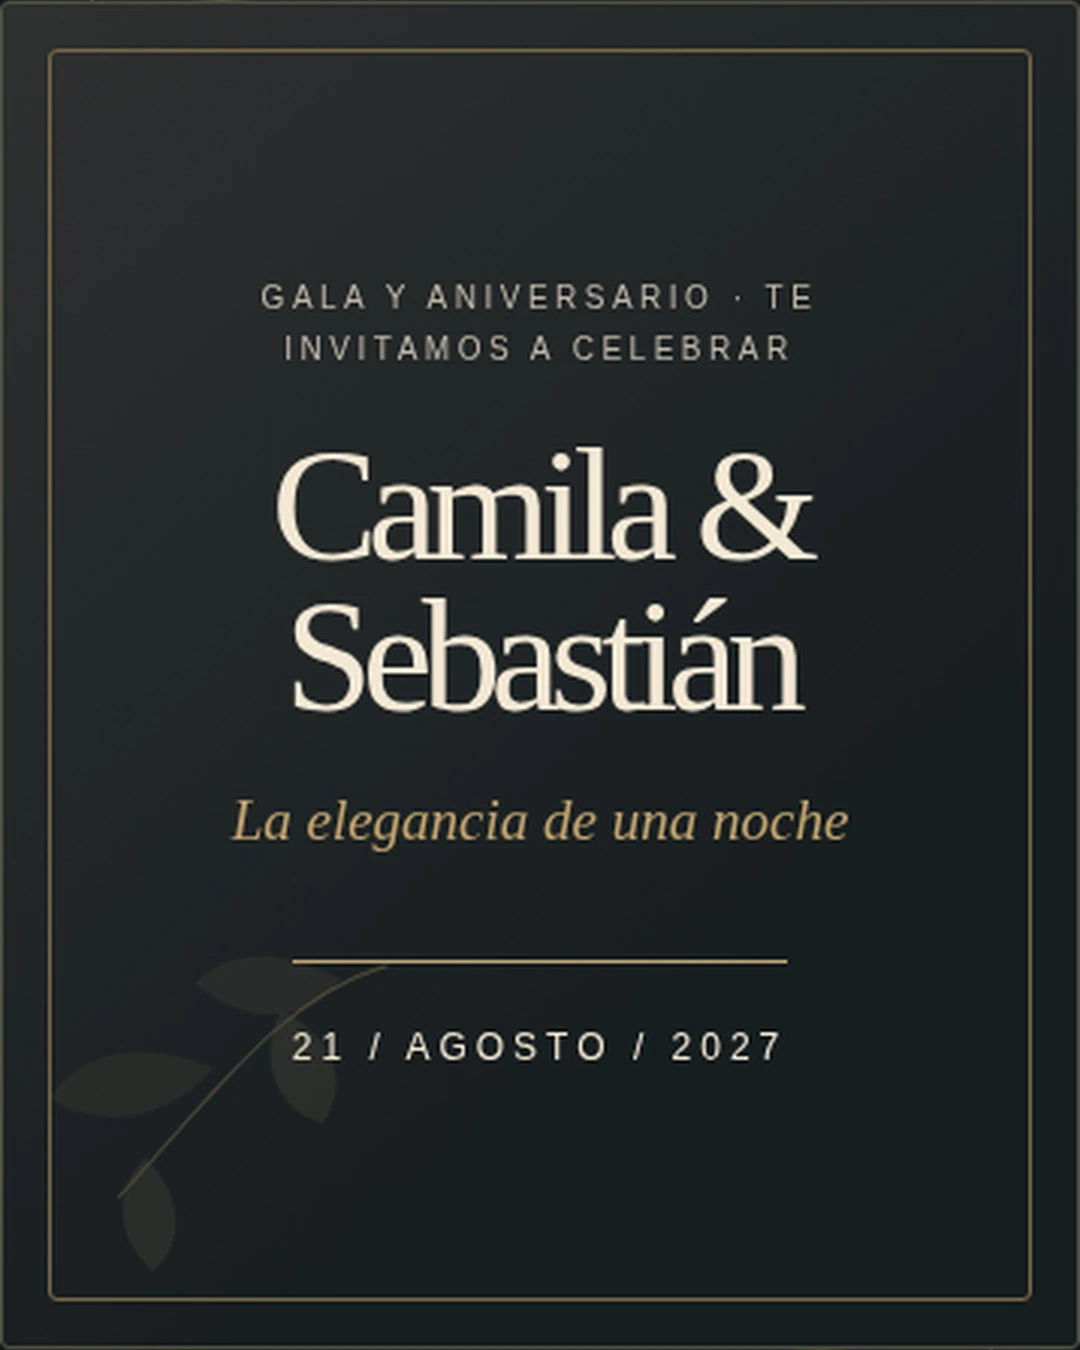 GALA Y ANIVERSARIO · TE
INVITAMOS A CELEBRAR
Camila &
Sebastián
La elegancia de una noche
21 / AGOSTO / 2027